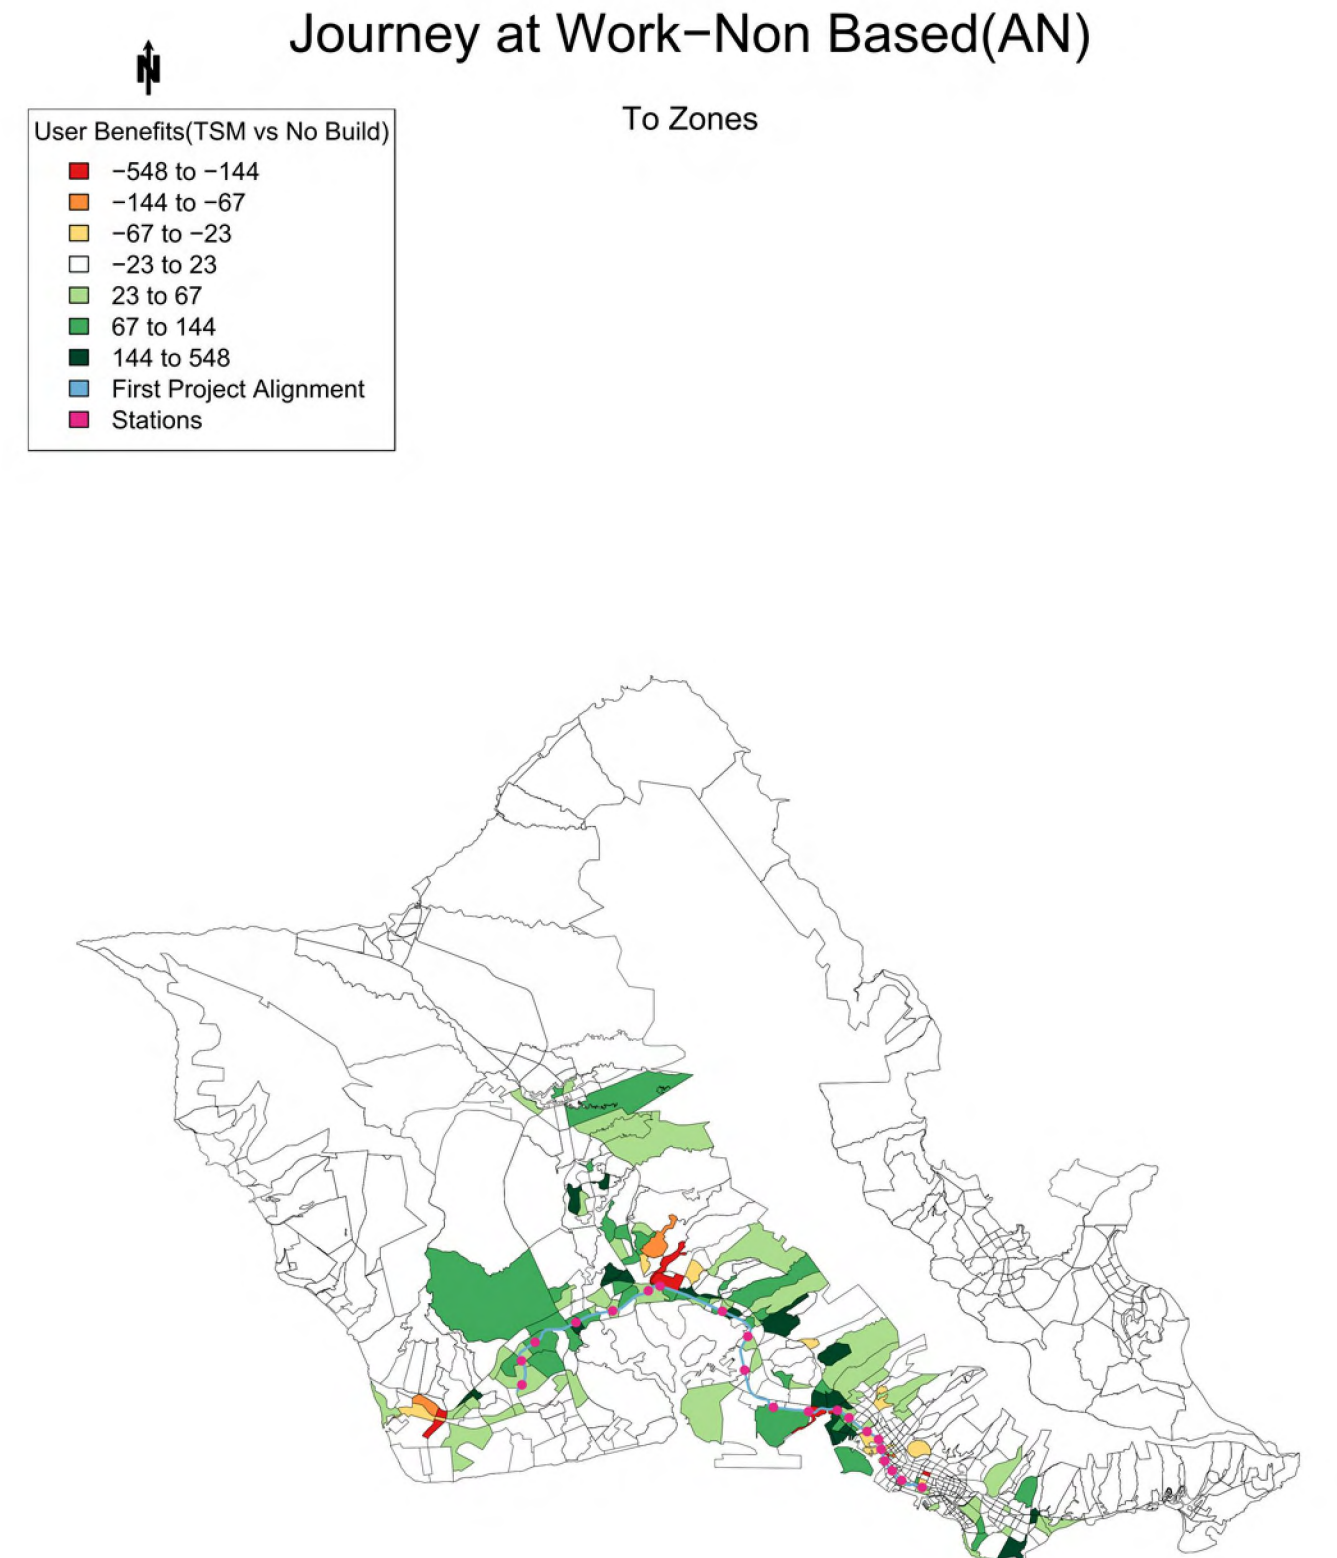 Journey at Work−Non Based(AN)
N
To Zones
User Benefits(TSM vs No Build)
−548 to −144
−144 to −67
−67 to −23
−23 to 23
23 to 67
67 to 144
144 to 548
First Project Alignment
Stations